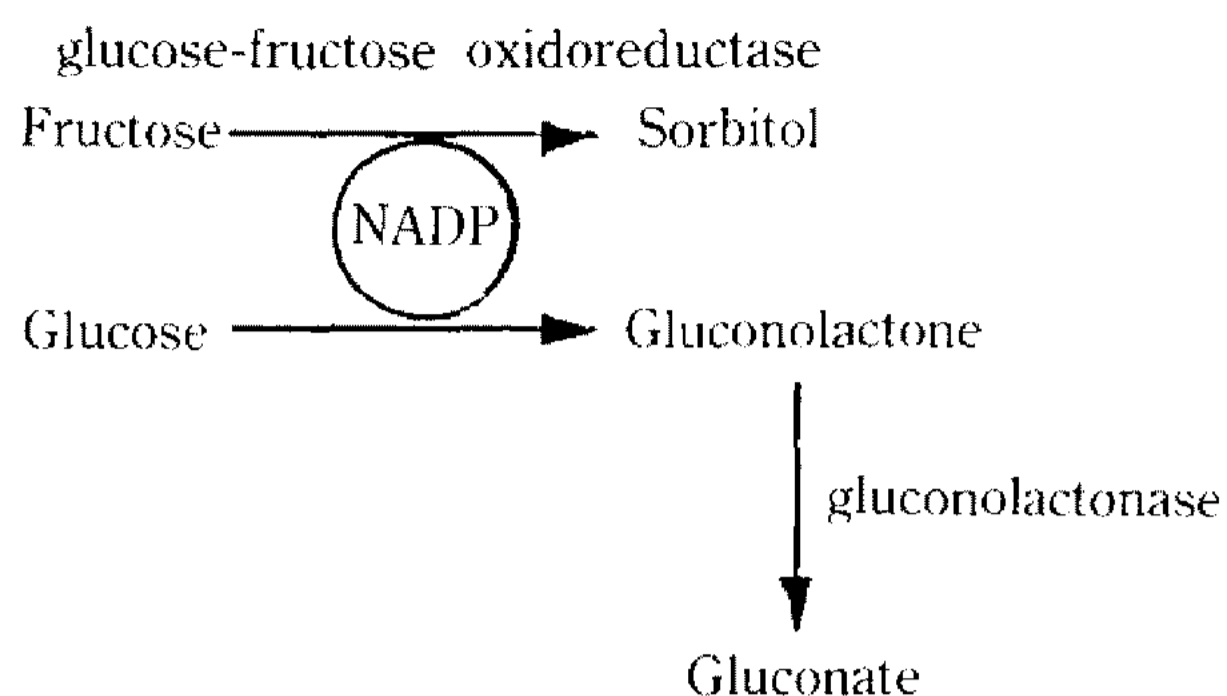 glucose-fructose oxidoreductase
Fructose Sorbitol
NADP
Glucose Gluconolactone
gluconolactonase
Gluconate